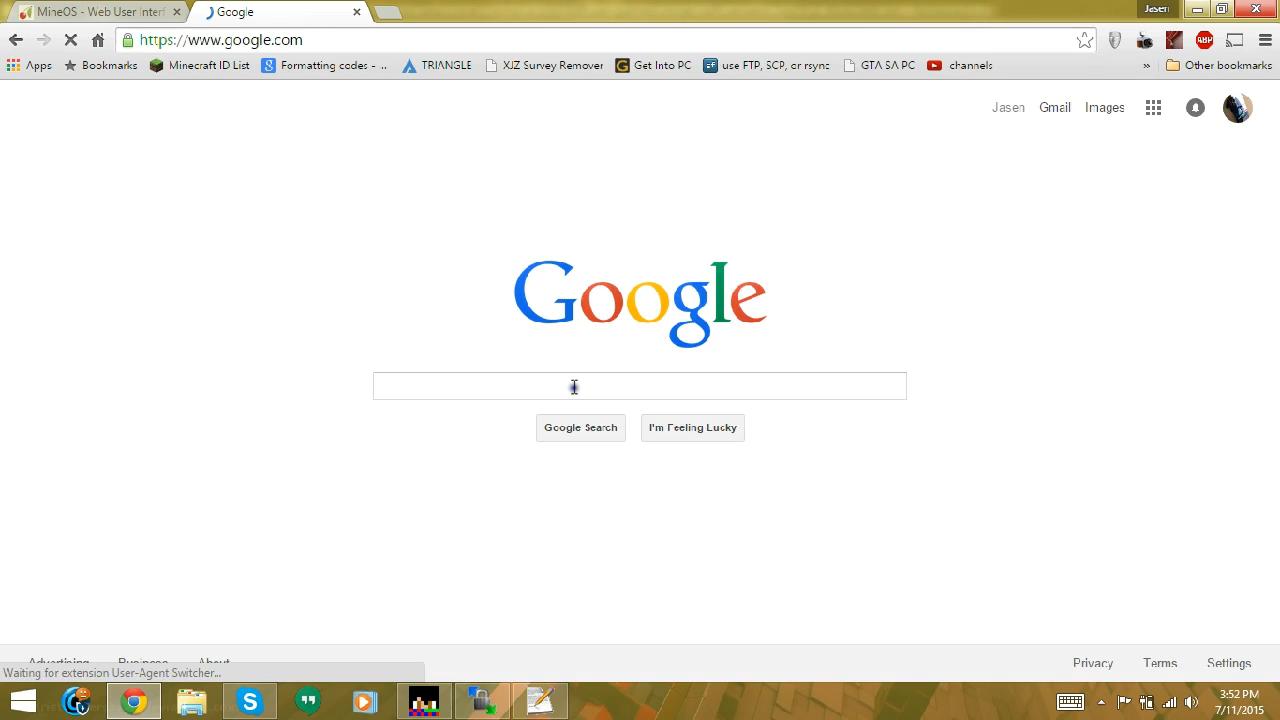 MineOS - Web User Interf
Google
Jasen
https://www.google.com
ABP
Apps
Bookmarks
Minecraft ID List
Formatting codes - ...
TRIANGLE
XJZ Survey Remover
Get Into PC
use FTP, SCP, or rsync
GTA SA PC
channels
»
Other bookmarks
Jasen
Gmail
Images
Google
Google Search
I'm Feeling Lucky
Advertising
Business
About
Privacy
Terms
Settings
Waiting for extension User-Agent Switcher...
3:52 PM
7/11/2015